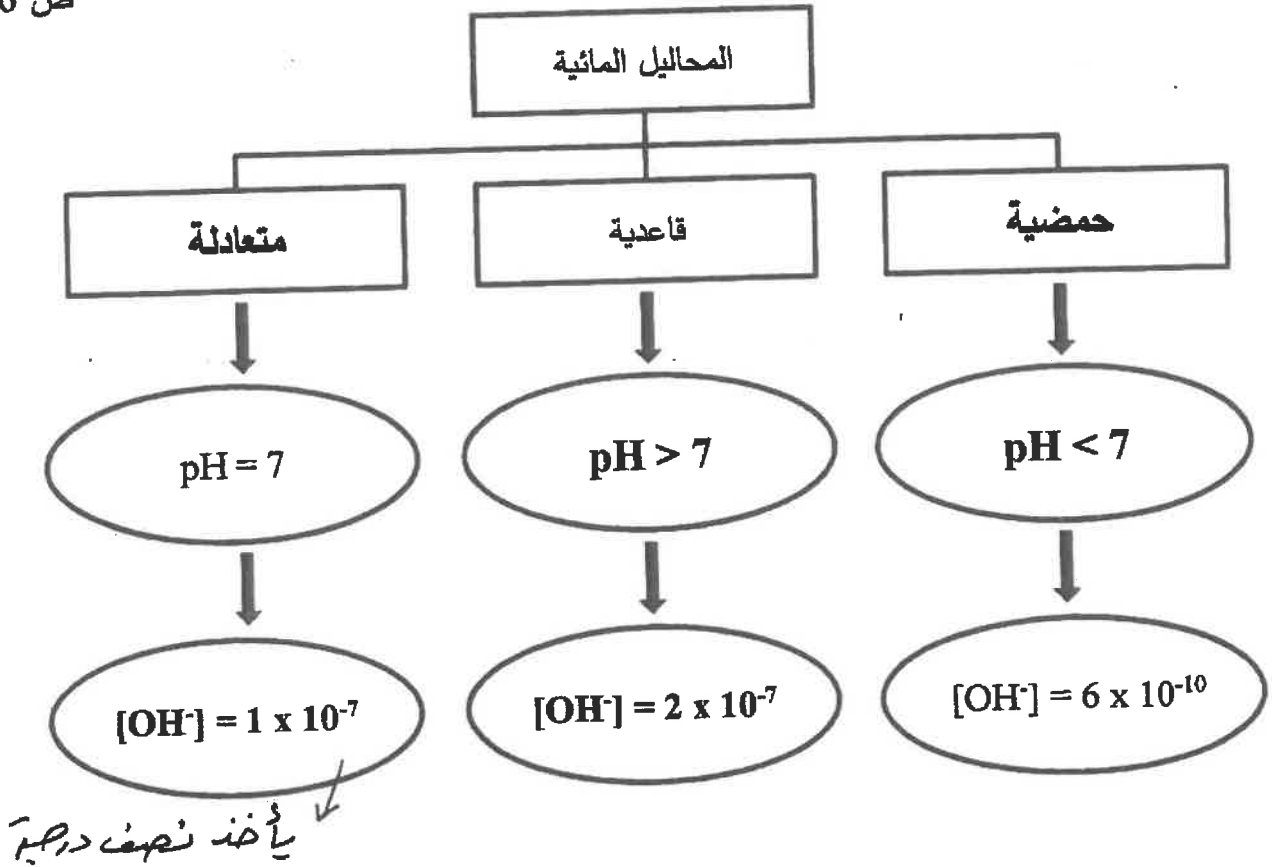 ص
المحاليل المائية
حمضية
قاعدية
متعادلة
pH < 7
pH > 7
pH = 7
[OH⁻] = 6 x 10⁻¹⁰
[OH⁻] = 2 x 10⁻⁷
[OH⁻] = 1 x 10⁻⁷
يأخذ نصف درجة